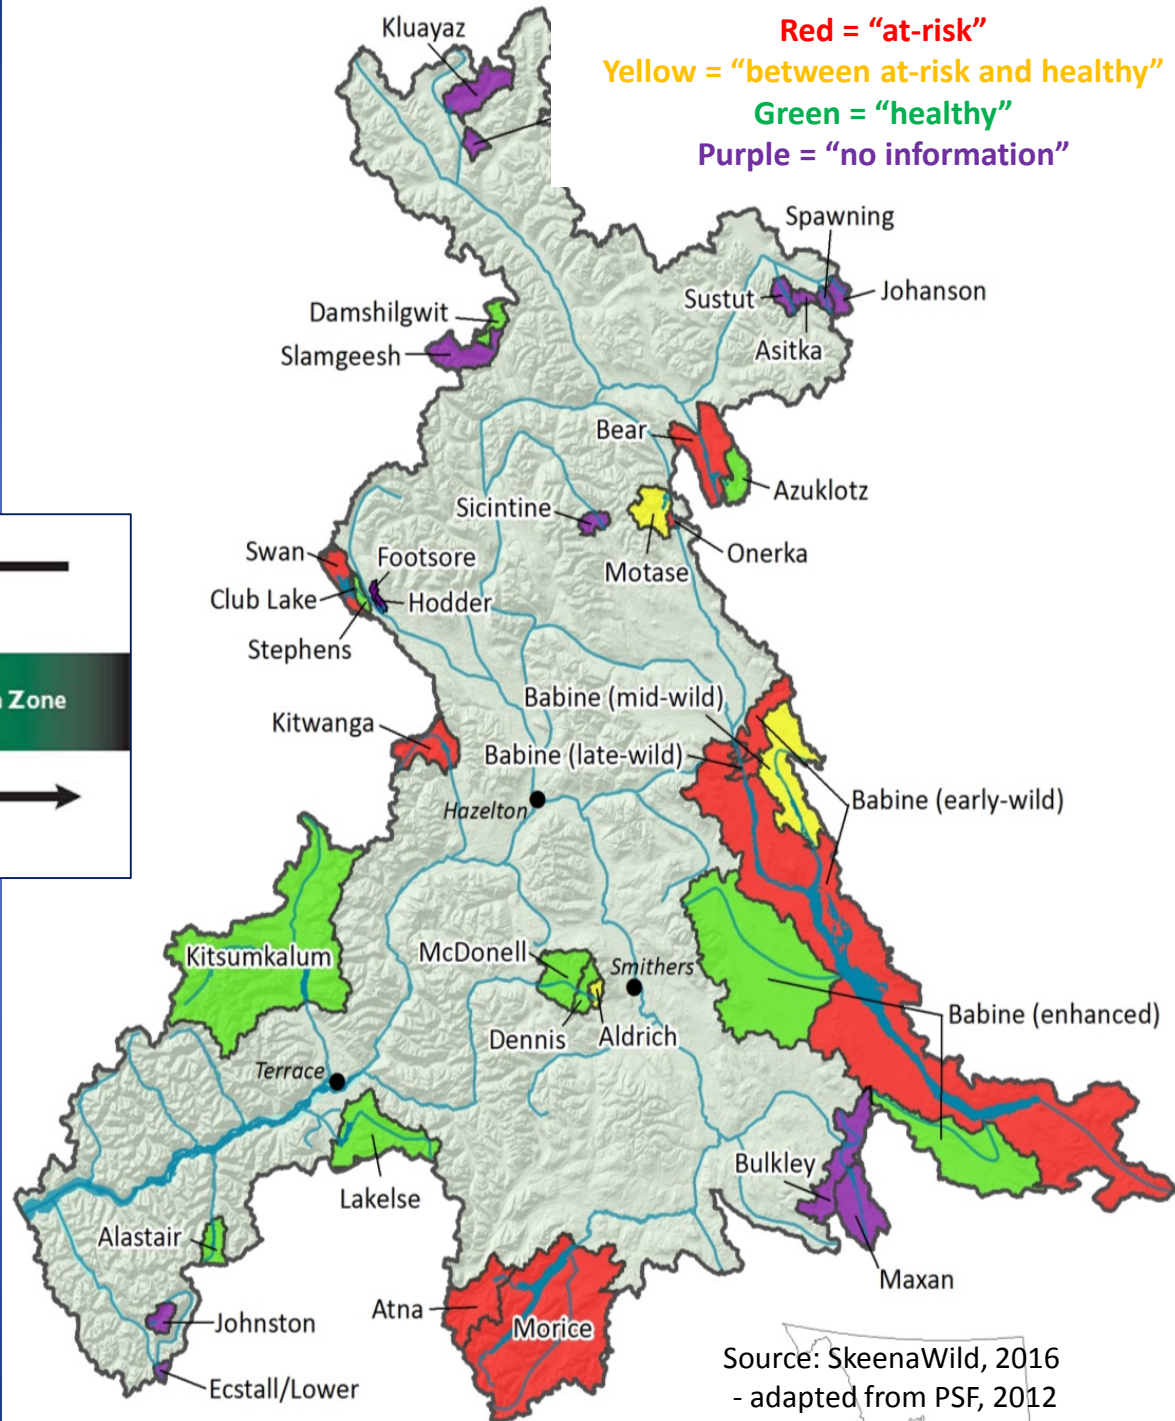 Kluayaz
Red = “at-risk”
Yellow = “between at-risk and healthy”
Green = “healthy”
Purple = “no information”
Spawning
Sustut
Johanson
Asitka
Damshilgwit
Slamgeesh
Bear
Azuklotz
Sicintine
Onerka
Motase
Swan
Footsore
Club Lake
Hodder
Stephens
Zone
Babine (mid-wild)
Kitwanga
Babine (late-wild)
Babine (early-wild)
Hazelton
Kitsumkalum
McDonell
Smithers
Babine (enhanced)
Dennis
Aldrich
Terrace
Bulkley
Lakelse
Alastair
Maxan
Atna
Johnston
Morice
Ecstall/Lower
Source: SkeenaWild, 2016
- adapted from PSF, 2012